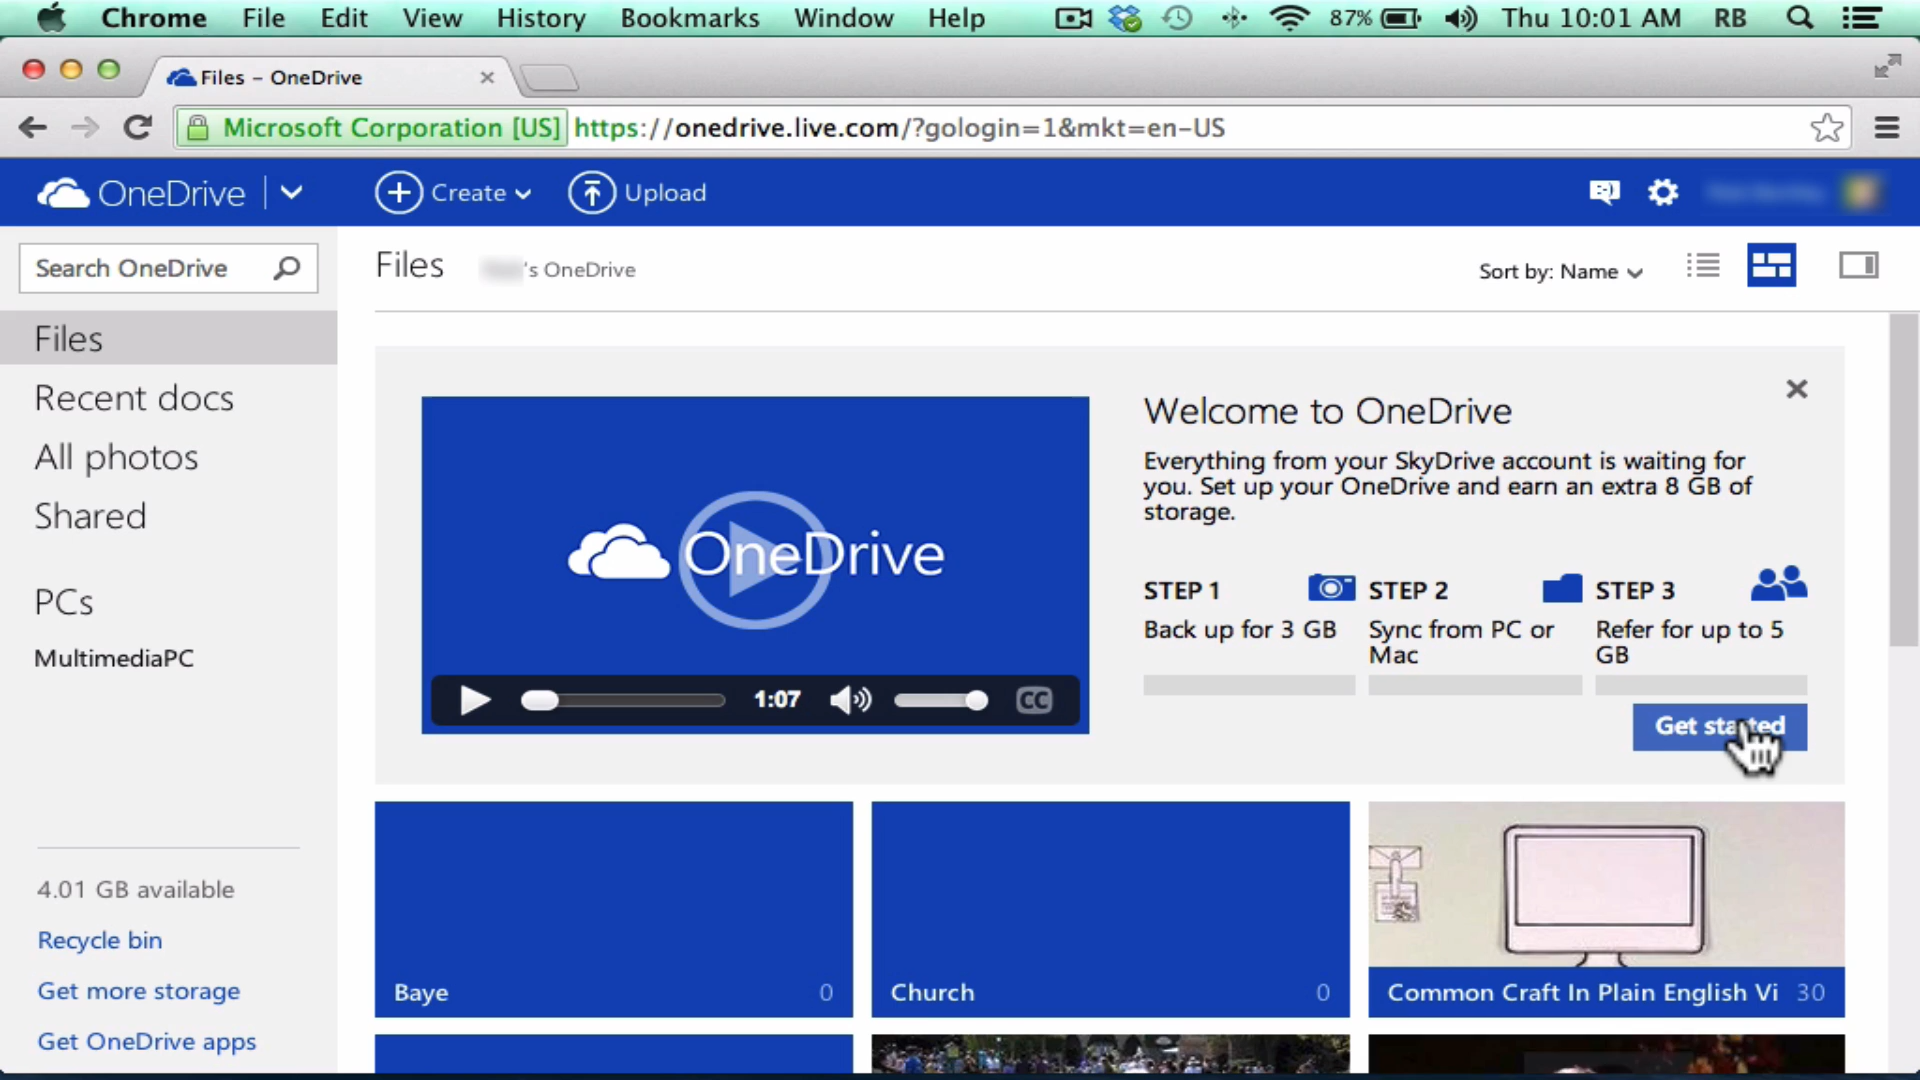 Chrome File Edit View History Bookmarks Window Help 87% Thu 10:01 AM RB
Files - OneDrive
Microsoft Corporation [US] https://onedrive.live.com/?gologin=1&mkt=en-US
OneDrive Create Upload
Search OneDrive
Files 's OneDrive Sort by: Name
Files
Recent docs
All photos
Shared
PCs
MultimediaPC
4.01 GB available
Recycle bin
Get more storage
Get OneDrive apps
OneDrive
1:07 CC
Welcome to OneDrive
Everything from your SkyDrive account is waiting for
you. Set up your OneDrive and earn an extra 8 GB of
storage.
STEP 1
Back up for 3 GB
STEP 2
Sync from PC or
Mac
STEP 3
Refer for up to 5
GB
Get started
Baye 0
Church 0
Common Craft In Plain English Vi 30